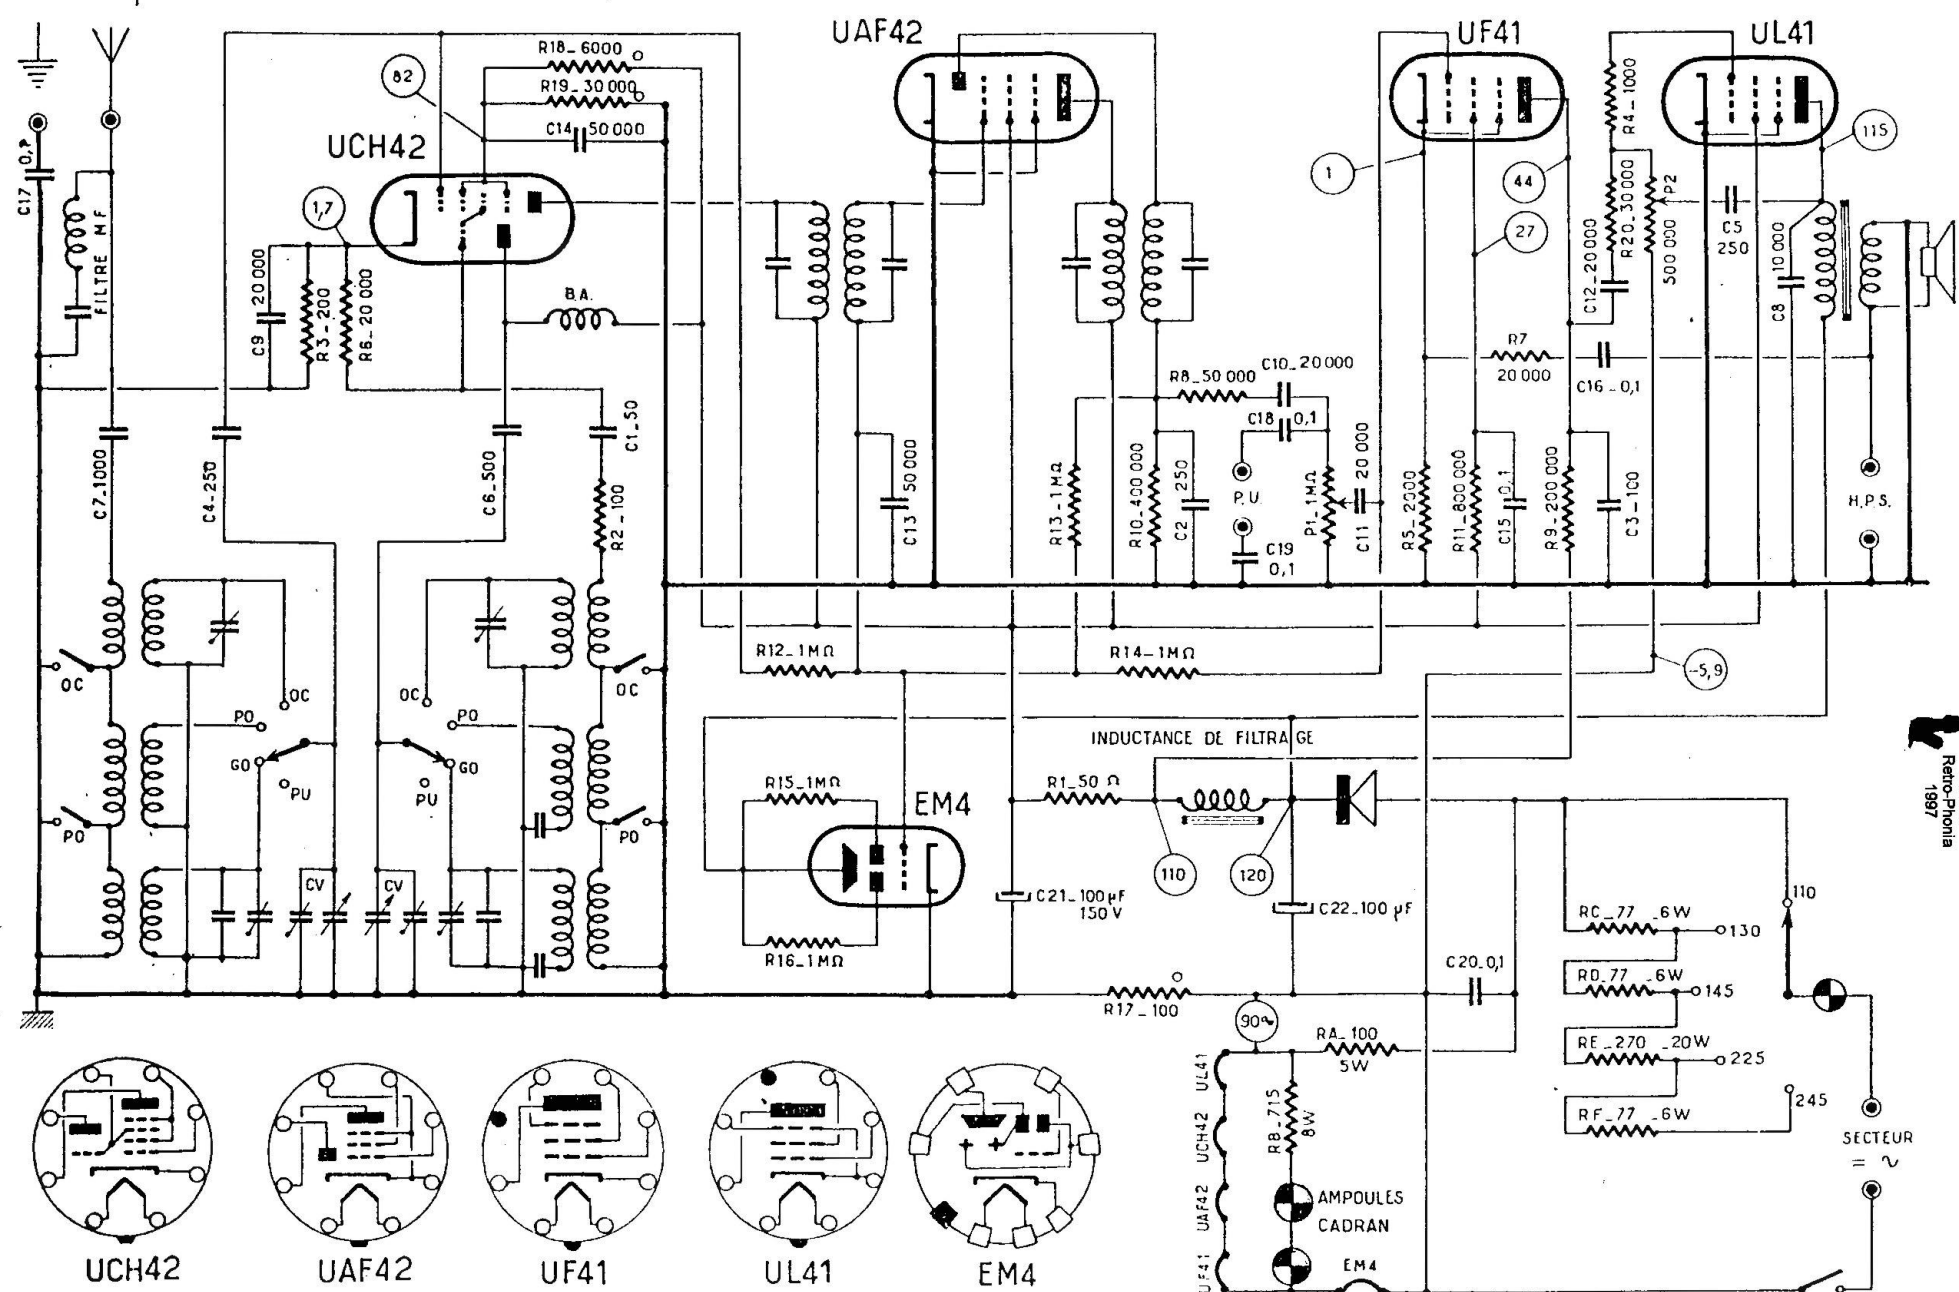 UAF42
UF41
UL41
R18_6000
R19_30000
C14 50000
82
UCH42
1,7
C17 0,1
FILTRE MF
C9 20000
R3_200
R6_20000
B.A.
C7_1000
C4_250
C6_500
C1_50
R2_100
C13 50000
R13_1MΩ
R8_50000
C10_20000
C18 0,1
R10_400000
C2 250
P.U.
C19
0,1
P1_1MΩ
C11 20000
1
44
27
R4_1000
R20_30000
C12_20000
P2
500000
C5
250
C8 10000
115
R7
20000
C16_0,1
R5_2000
R11_800000
C15 0,1
R9_200000
C3_100
H.P.S.
-5,9
R12_1MΩ
R14_1MΩ
OC
OC
PO
GO
PU
PO
OC
PO
GO
PU
OC
PO
CV
CV
INDUCTANCE DE FILTRAGE
R15_1MΩ
EM4
R16_1MΩ
R1_50 Ω
110
120
C21_100µF
150V
C22_100 µF
R17_100
90~
C20_0,1
RA_100
5W
RC_77 _6W
130
RD_77 _6W
145
RE_270 _20W
225
RF_77 _6W
245
110
SECTEUR
= ~
Retro-Phonia
1997
UL41
UCH42
UAF42
UF41
RB_715
8W
AMPOULES
CADRAN
EM4
UCH42
UAF42
UF41
UL41
EM4